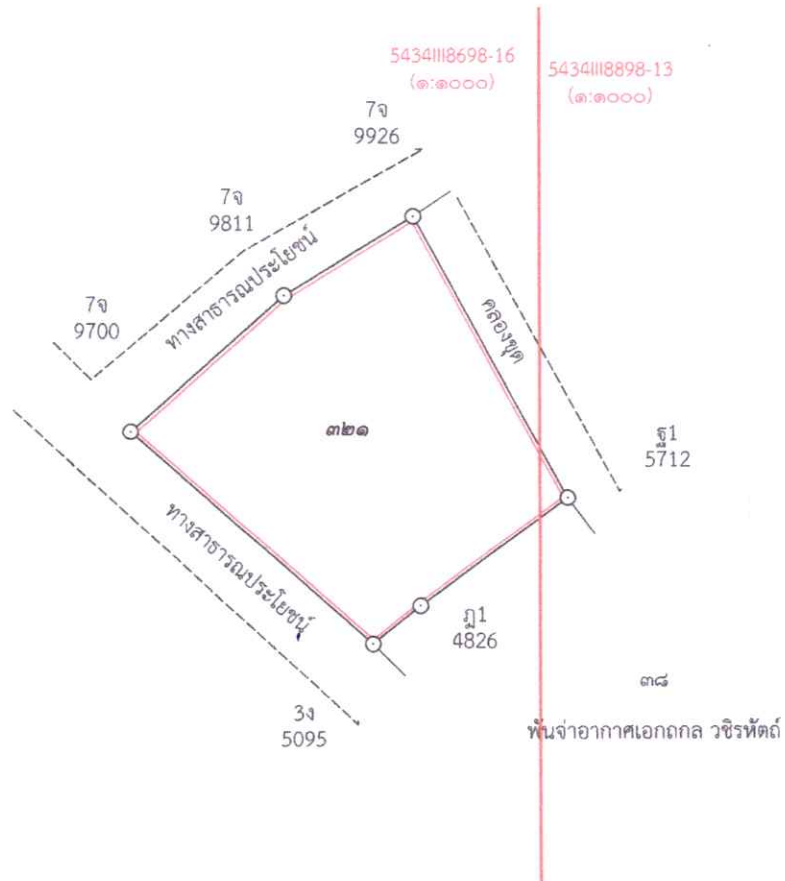 5434III8698-16
(๑:๑๐๐๐)
5434III8898-13
(๑:๑๐๐๐)
7จ
9926
7จ
9811
7จ
9700
ทางสาธารณประโยชน์
คลองขุด
๓๒๑
ฐ1
5712
ทางสาธารณประโยชน์
ฎ1
4826
3ง
5095
๓๘
พันจ่าอากาศเอกถกล วชิรหัตถ์